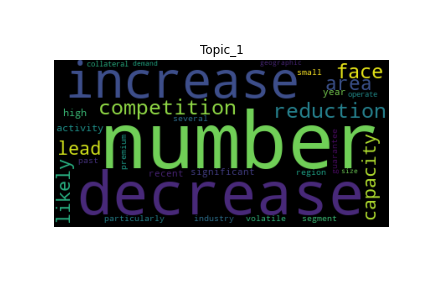 Topic_1
collateral demand geographic
increase small face
area
year operate
high competition reduction
several
activity number
lead premium guarantee capacity
likely past recent significant region size
decrease
particularly industry volatile segment